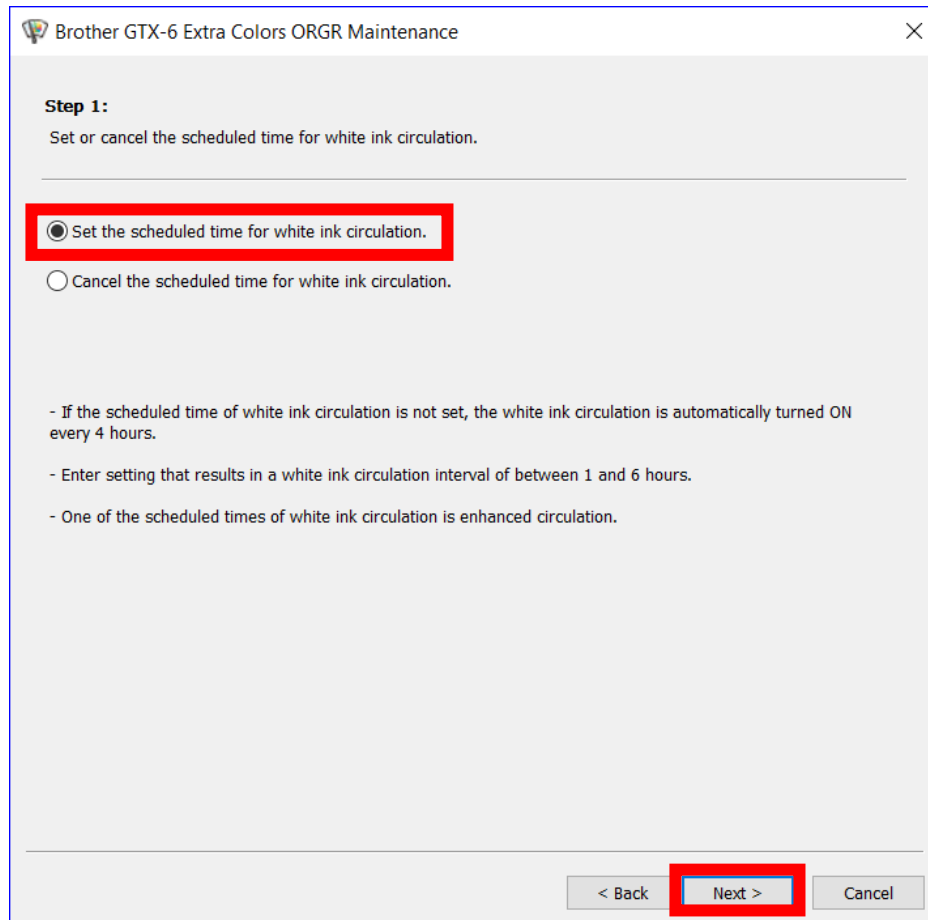 Brother GTX-6 Extra Colors ORGR Maintenance
Step 1:
Set or cancel the scheduled time for white ink circulation.
Set the scheduled time for white ink circulation.
Cancel the scheduled time for white ink circulation.
- If the scheduled time of white ink circulation is not set, the white ink circulation is automatically turned ON
every 4 hours.
- Enter setting that results in a white ink circulation interval of between 1 and 6 hours.
- One of the scheduled times of white ink circulation is enhanced circulation.
< Back
Next >
Cancel